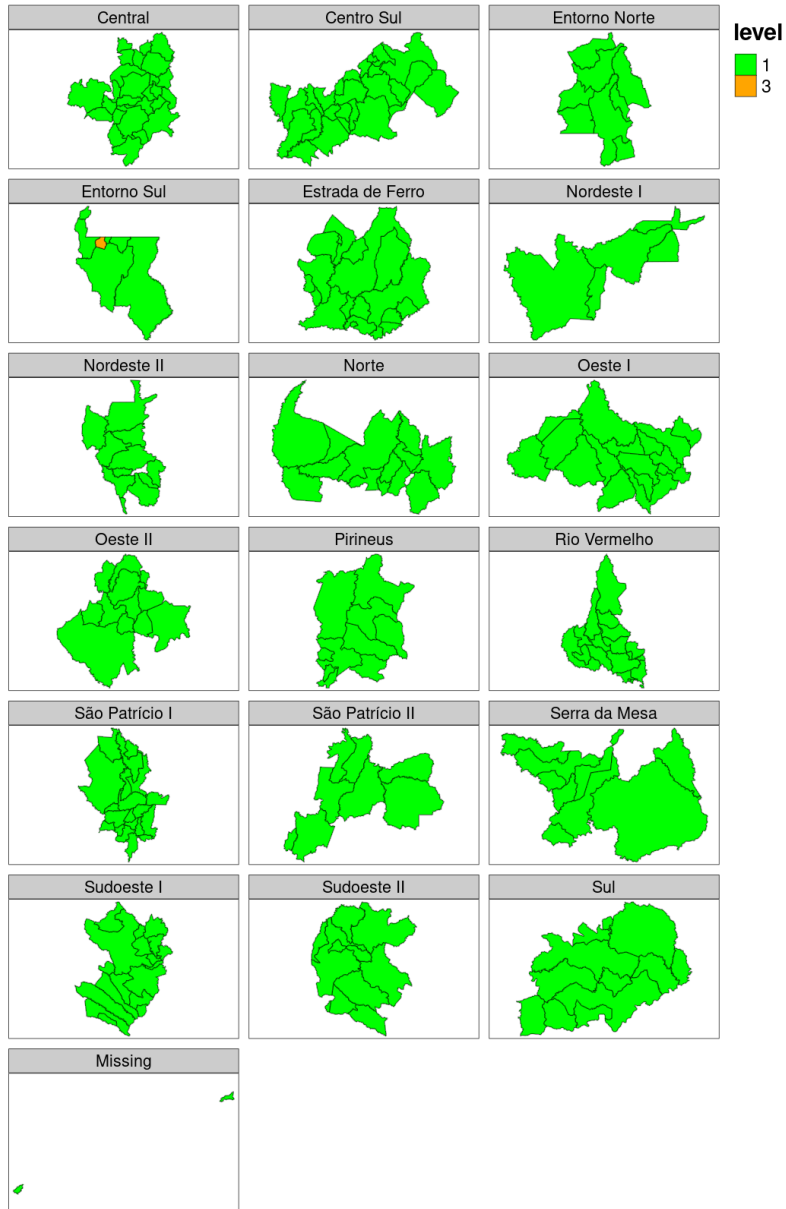 Central
Centro Sul
Entorno Norte
level
1
3
Entorno Sul
Estrada de Ferro
Nordeste I
Nordeste II
Norte
Oeste I
Oeste II
Pirineus
Rio Vermelho
São Patrício I
São Patrício II
Serra da Mesa
Sudoeste I
Sudoeste II
Sul
Missing